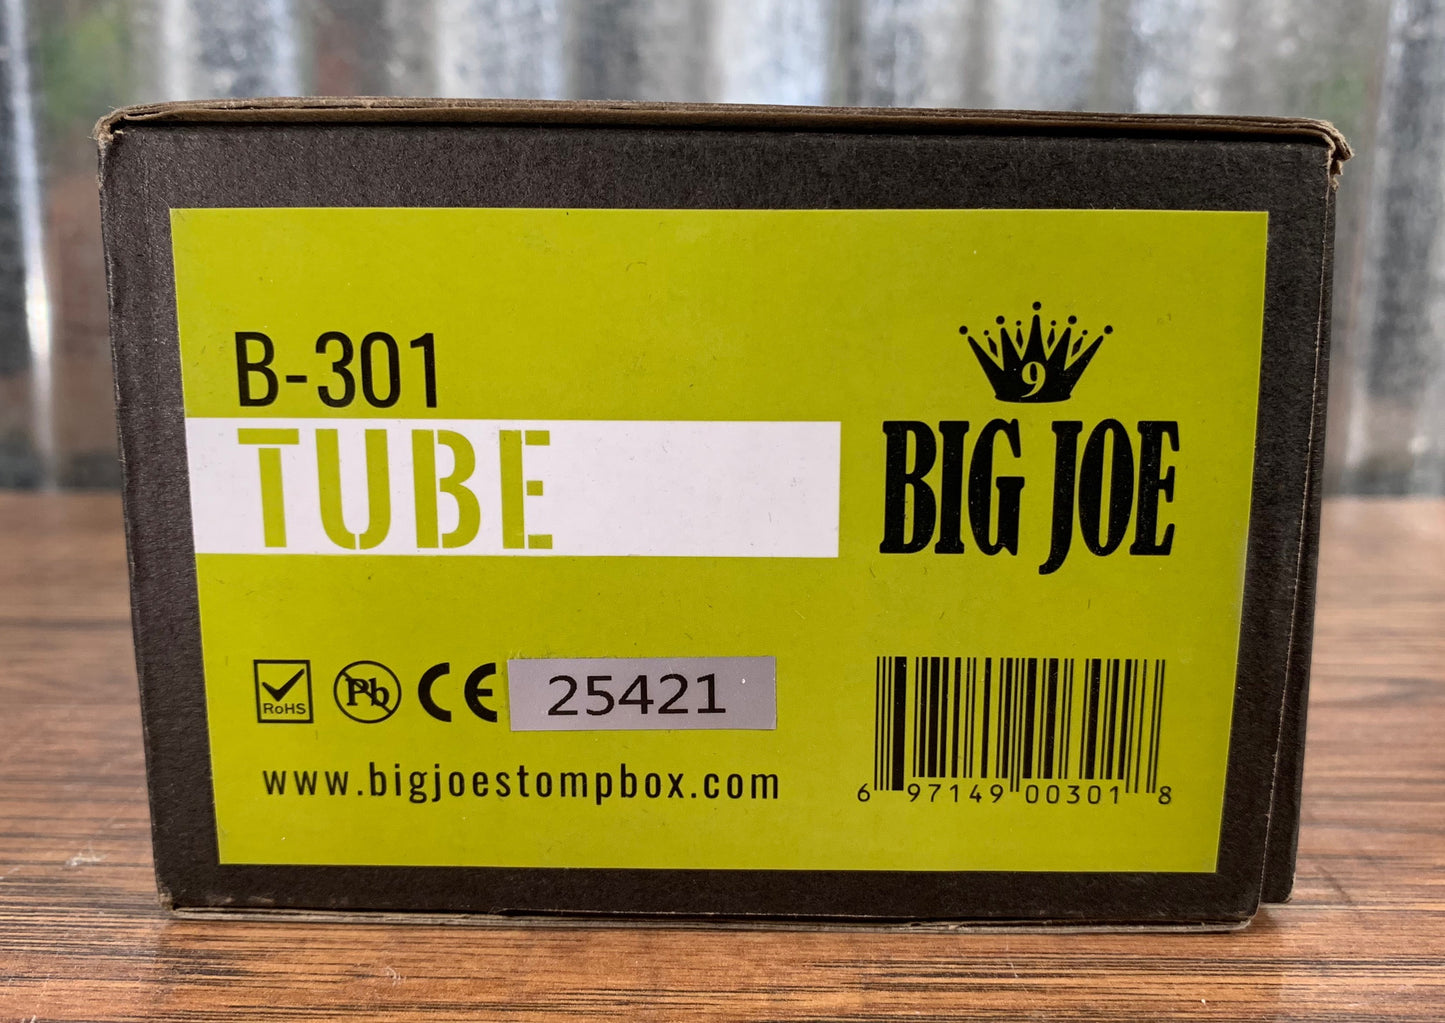 B-301
TUBE
9
BIG JOE
RoHS
Pb
CE
25421
www.bigjoestompbox.com
6 97149 00301 8